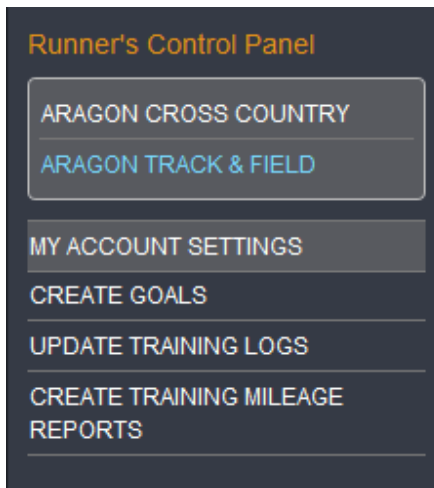 Runner's Control Panel
ARAGON CROSS COUNTRY
ARAGON TRACK & FIELD
MY ACCOUNT SETTINGS
CREATE GOALS
UPDATE TRAINING LOGS
CREATE TRAINING MILEAGE
REPORTS